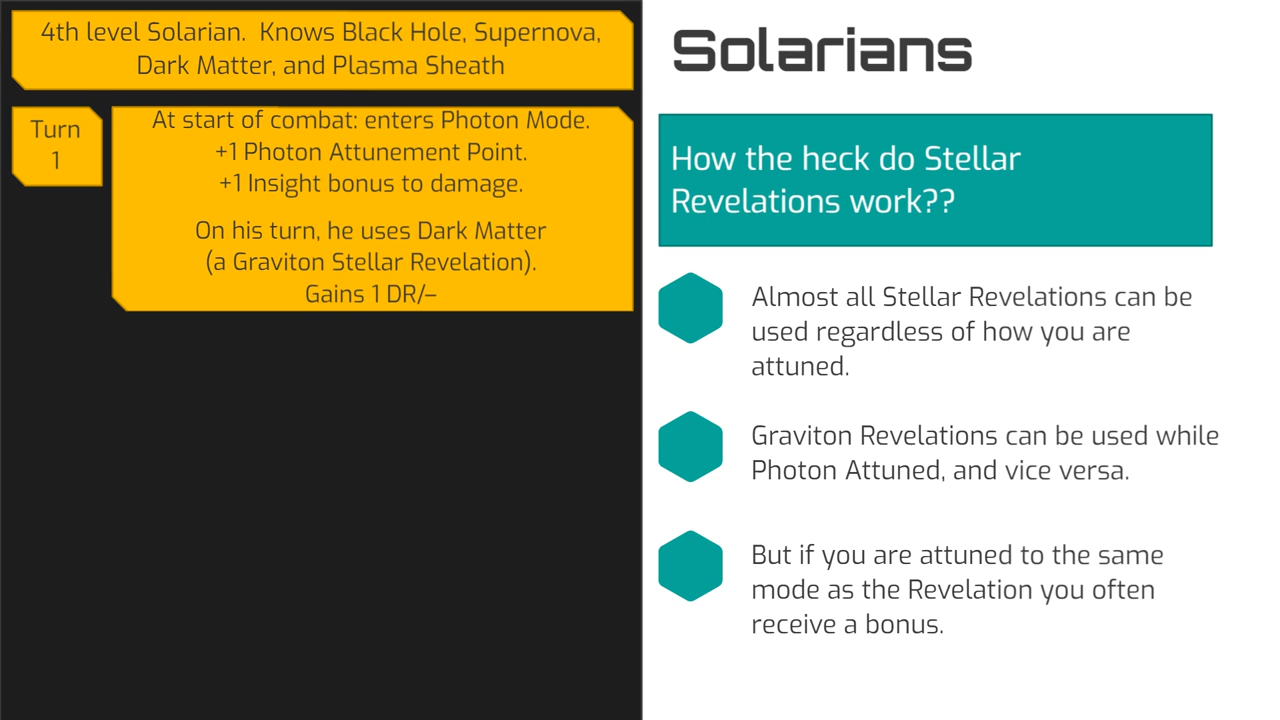 4th level Solarian.  Knows Black Hole, Supernova,
Dark Matter, and Plasma Sheath
Turn
1
At start of combat: enters Photon Mode.
+1 Photon Attunement Point.
+1 Insight bonus to damage.
On his turn, he uses Dark Matter
(a Graviton Stellar Revelation).
Gains 1 DR/–
Solarians
How the heck do Stellar
Revelations work??
Almost all Stellar Revelations can be
used regardless of how you are
attuned.
Graviton Revelations can be used while
Photon Attuned, and vice versa.
But if you are attuned to the same
mode as the Revelation you often
receive a bonus.